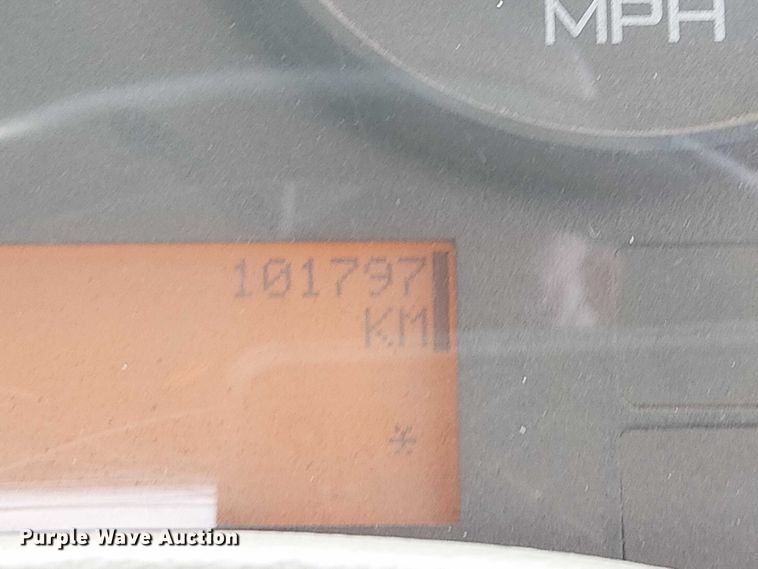 MPH
101797
KM
*
Purple Wave Auction